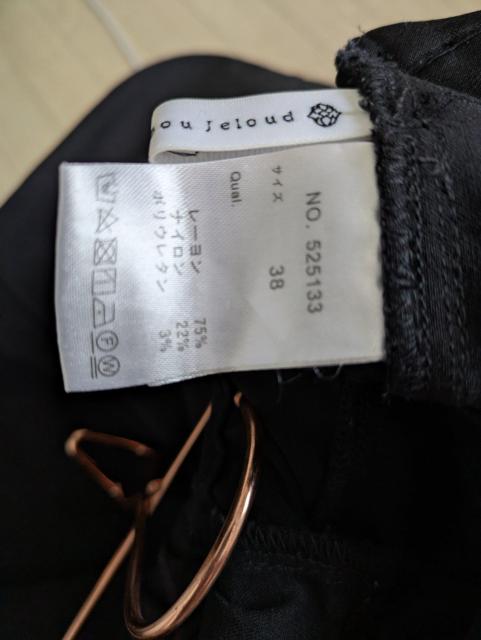 ou jeloud
NO. 525133
サイズ 38
Qual.
レーヨン 75%
ナイロン 22%
ポリウレタン 3%
F W